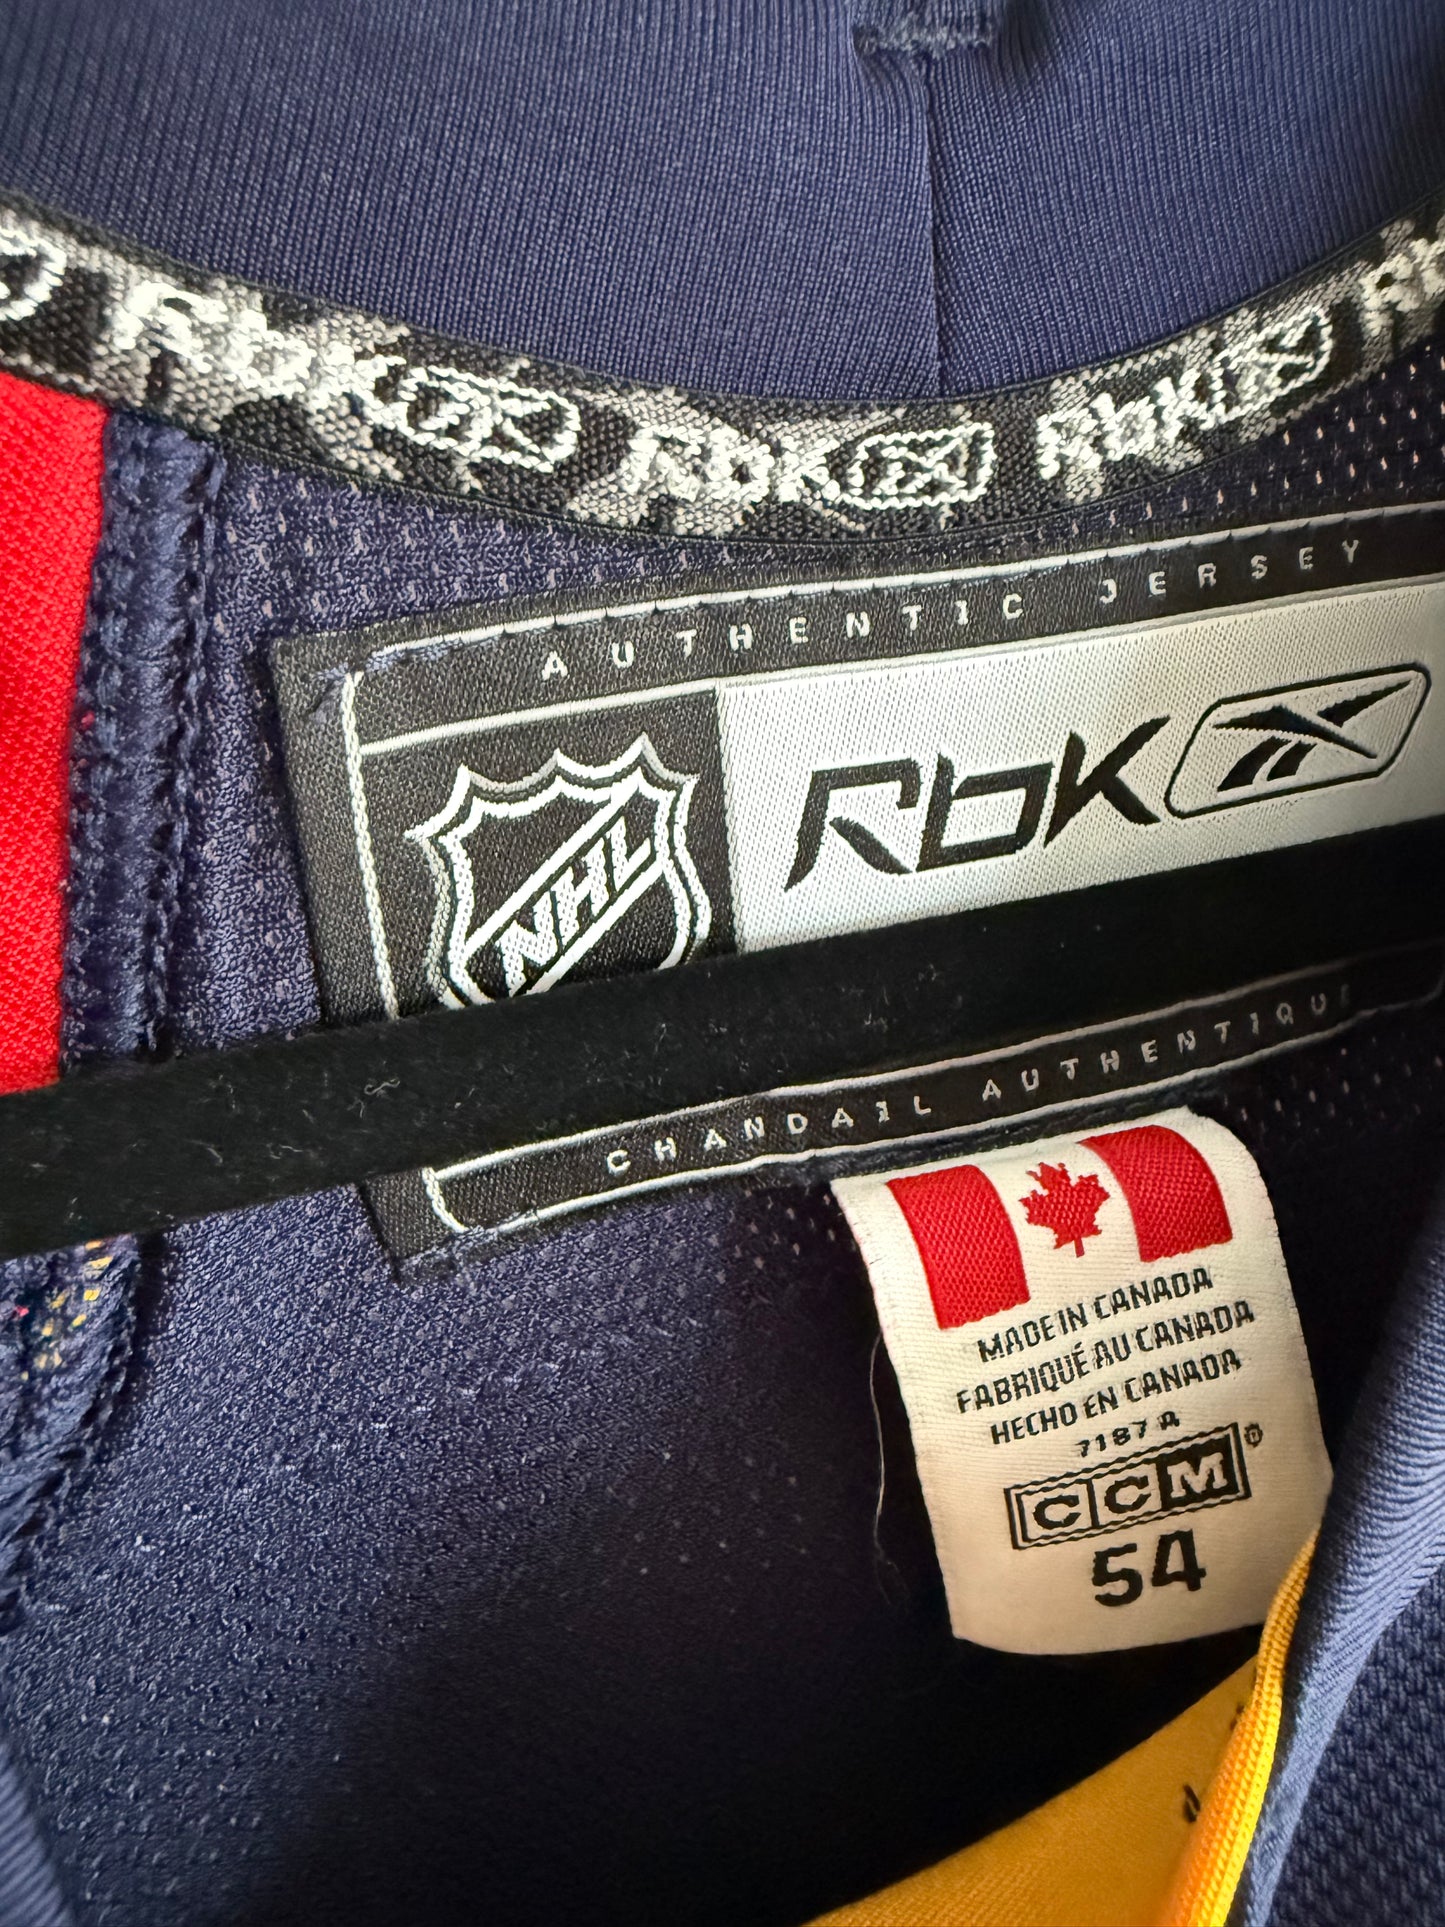 Rbk
Rbk
Rbk
Rbk
AUTHENTIC JERSEY
NHL
Rbk
CHANDAIL AUTHENTIQUE
MADE IN CANADA
FABRIQUÉ AU CANADA
HECHO EN CANADA
7187 A
CCM®
54